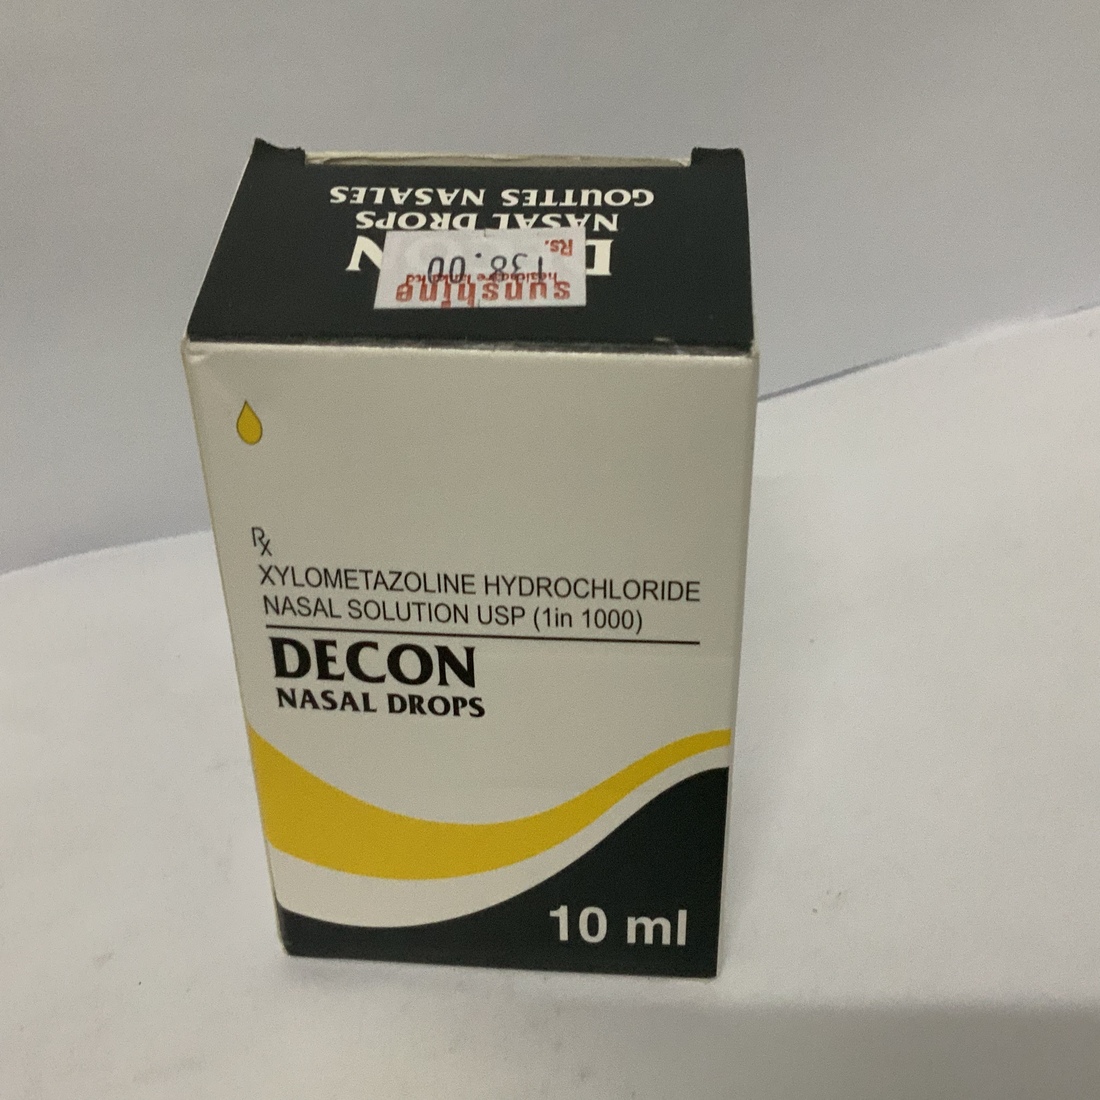 GOUTTES NASALES
NASAL DROPS
Rs.
138.00
sunshine
℞
XYLOMETAZOLINE HYDROCHLORIDE
NASAL SOLUTION USP (1in 1000)
DECON
NASAL DROPS
10 ml